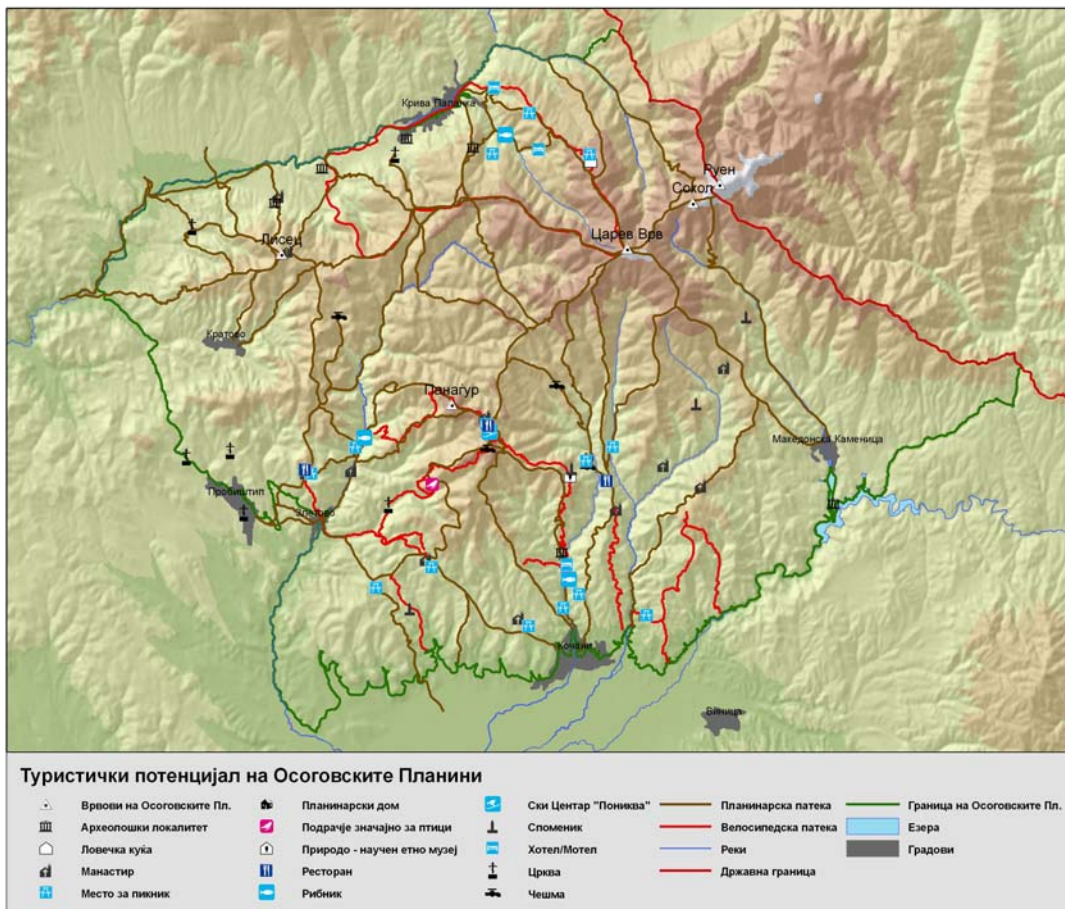 Крива Паланка
Руен
Сокол
Царев Врв
Лисец
Кратово
Панаѓур
Македонска Каменица
Пробиштип
Злетово
Кочани
Виница
Туристички потенцијал на Осоговските Планини
Врвови на Осоговските Пл.
Археолошки локалитет
Ловечка куќа
Манастир
Место за пикник
Планинарски дом
Подрачје значајно за птици
Природо - научен етно музеј
Ресторан
Рибник
Ски Центар "Пониква"
Споменик
Хотел/Мотел
Црква
Чешма
Планинарска патека
Велосипедска патека
Реки
Државна граница
Граница на Осоговските Пл.
Езера
Градови